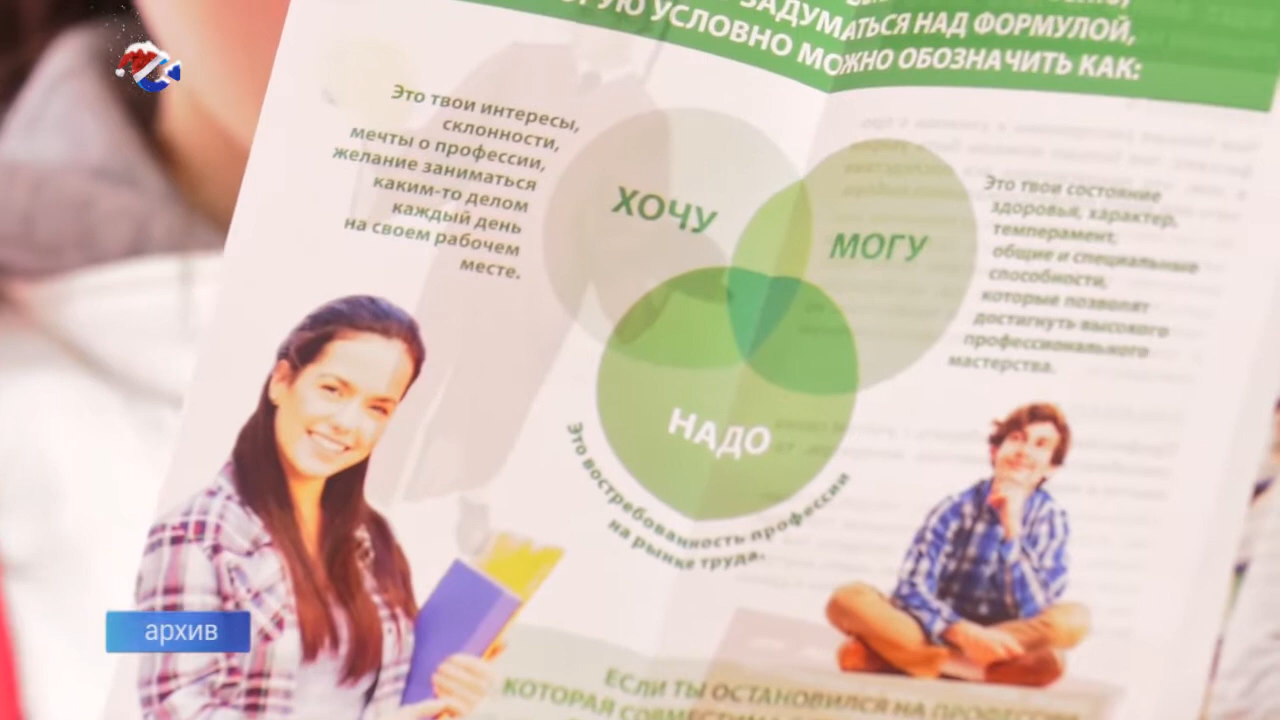 ЗАДУМАТЬСЯ НАД ФОРМУЛОЙ,
УСЛОВНО МОЖНО ОБОЗНАЧИТЬ КАК:
Это твои интересы,
склонности,
мечты о профессии,
желание заниматься
каким-то делом
каждый день
на своем рабочем
месте.
ХОЧУ
МОГУ
Это твои состояние
здоровья, характер,
темперамент,
общие и специальные
способности,
которые позволят
достигнуть высокого
профессионального
мастерства.
НАДО
Это востребованность профессии
на рынке труда.
архив
ЕСЛИ ТЫ ОСТАНОВИЛСЯ НА
КОТОРАЯ